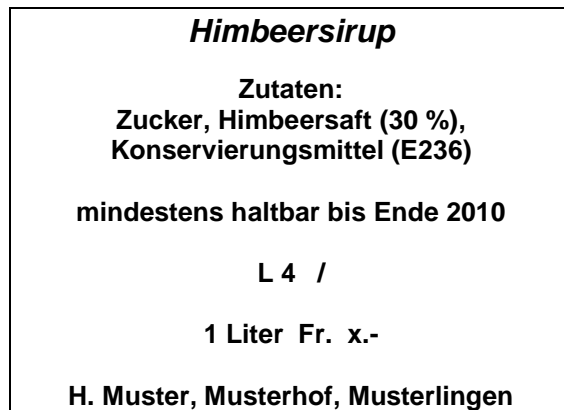 Himbeersirup
Zutaten:
Zucker, Himbeersaft (30 %),
Konservierungsmittel (E236)
mindestens haltbar bis Ende 2010
L 4 /
1 Liter Fr. x.-
H. Muster, Musterhof, Musterlingen